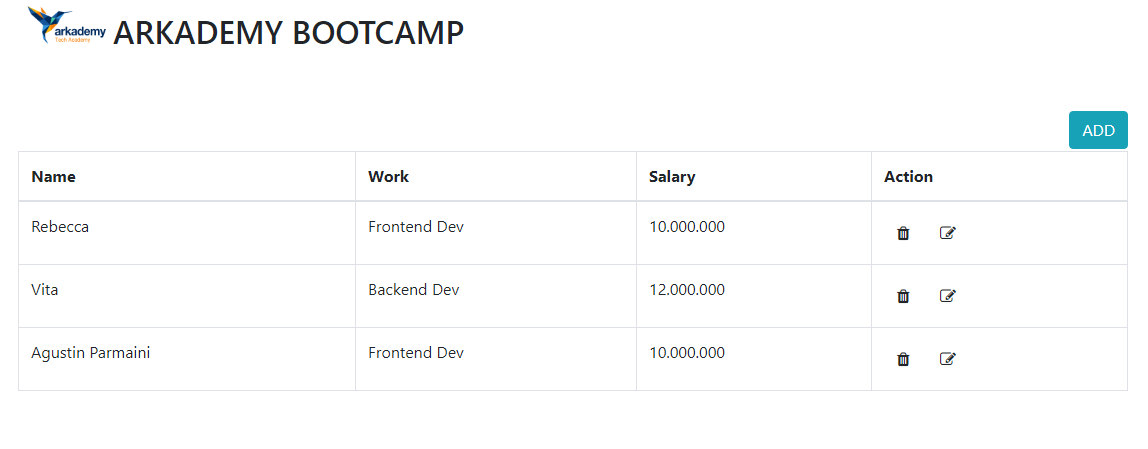 arkademy
Tech Academy
ARKADEMY BOOTCAMP
ADD
Name Work Salary Action
Rebecca Frontend Dev 10.000.000
Vita Backend Dev 12.000.000
Agustin Parmaini Frontend Dev 10.000.000